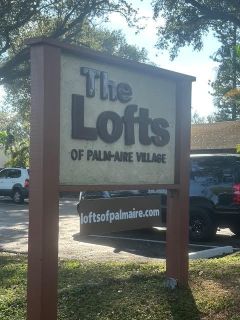 The
Lofts
OF PALM-AIRE VILLAGE
loftsofpalmaire.com